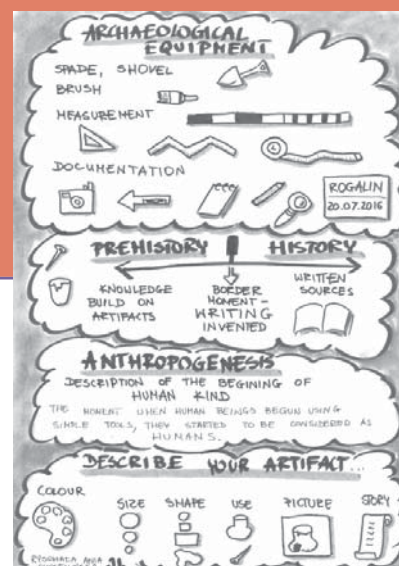 ARCHAEOLOGICAL
EQUIPMENT
SPADE, SHOVEL
BRUSH
MEASUREMENT
DOCUMENTATION
ROGALIN
20.07.2016
PREHISTORY
HISTORY
KNOWLEDGE
BUILD ON
ARTIFACTS
BORDER
MOMENT -
WRITING
INVENTED
WRITTEN
SOURCES
ANTHROPOGENESIS
DESCRIPTION OF THE BEGINING OF
HUMAN KIND
THE MOMENT WHEN HUMAN BEINGS BEGUN USING
SIMPLE TOOLS, THEY STARTED TO BE CONSIDERED AS
HUMANS.
DESCRIBE YOUR ARTIFACT...
COLOUR
SIZE
SHAPE
USE
PICTURE
STORY